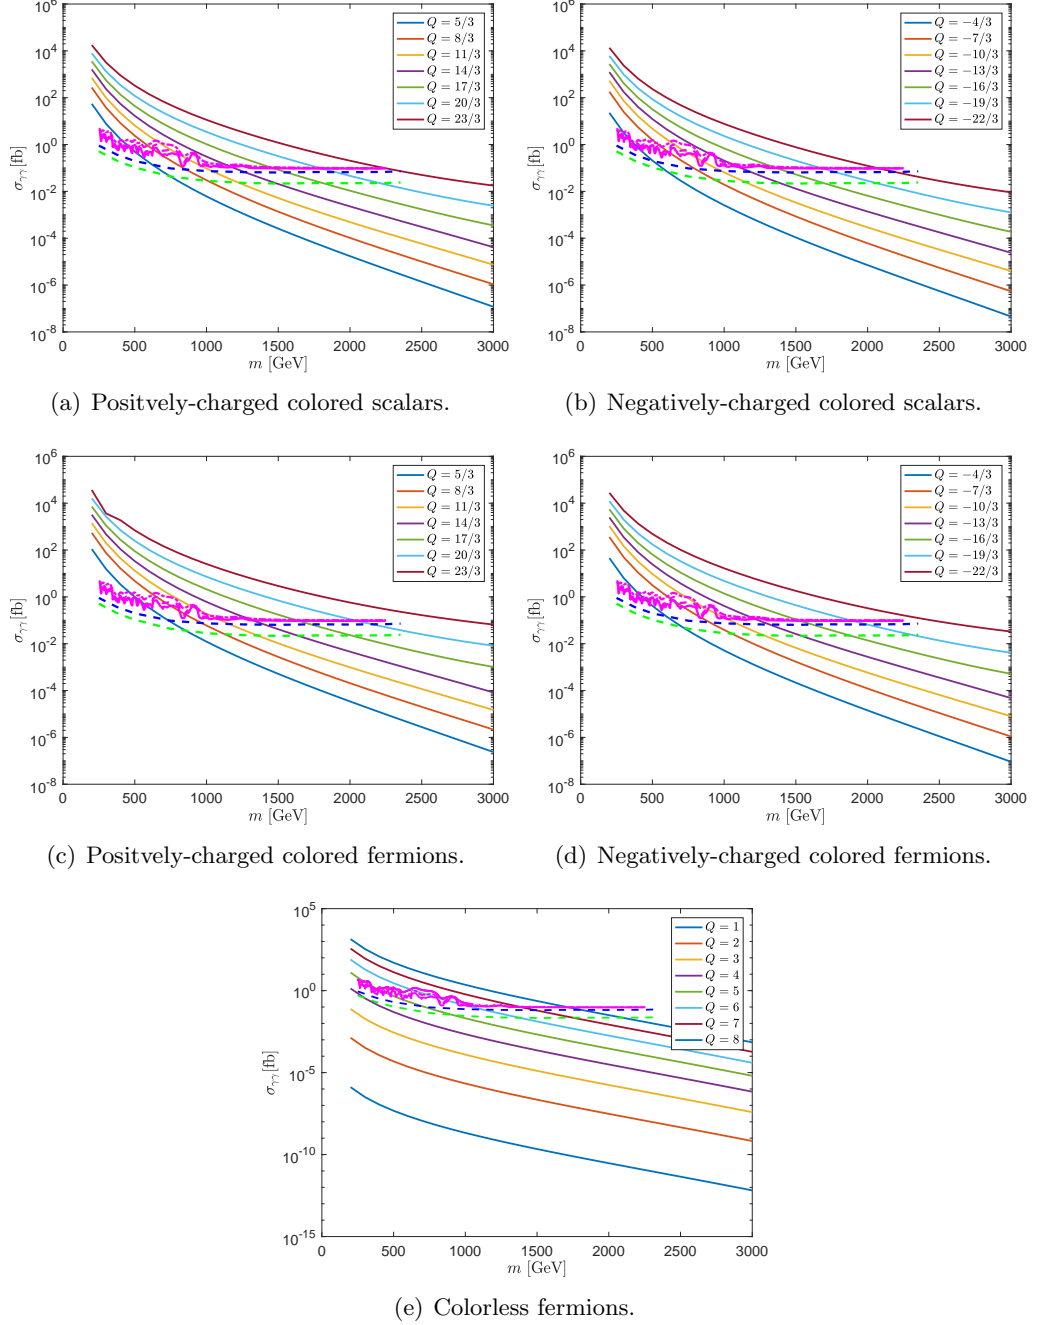 10^6
10^4
10^2
10^0
10^-2
10^-4
10^-6
10^-8
σγγ[fb]
0 500 1000 1500 2000 2500 3000
m [GeV]
Q = 5/3
Q = 8/3
Q = 11/3
Q = 14/3
Q = 17/3
Q = 20/3
Q = 23/3
10^6
10^4
10^2
10^0
10^-2
10^-4
10^-6
10^-8
σγγ[fb]
0 500 1000 1500 2000 2500 3000
m [GeV]
Q = −4/3
Q = −7/3
Q = −10/3
Q = −13/3
Q = −16/3
Q = −19/3
Q = −22/3
(a) Positvely-charged colored scalars.
(b) Negatively-charged colored scalars.
10^6
10^4
10^2
10^0
10^-2
10^-4
10^-6
10^-8
σγγ[fb]
0 500 1000 1500 2000 2500 3000
m [GeV]
Q = 5/3
Q = 8/3
Q = 11/3
Q = 14/3
Q = 17/3
Q = 20/3
Q = 23/3
10^6
10^4
10^2
10^0
10^-2
10^-4
10^-6
10^-8
σγγ[fb]
0 500 1000 1500 2000 2500 3000
m [GeV]
Q = −4/3
Q = −7/3
Q = −10/3
Q = −13/3
Q = −16/3
Q = −19/3
Q = −22/3
(c) Positvely-charged colored fermions.
(d) Negatively-charged colored fermions.
10^5
10^0
10^-5
10^-10
10^-15
σγγ[fb]
0 500 1000 1500 2000 2500 3000
m [GeV]
Q = 1
Q = 2
Q = 3
Q = 4
Q = 5
Q = 6
Q = 7
Q = 8
(e) Colorless fermions.